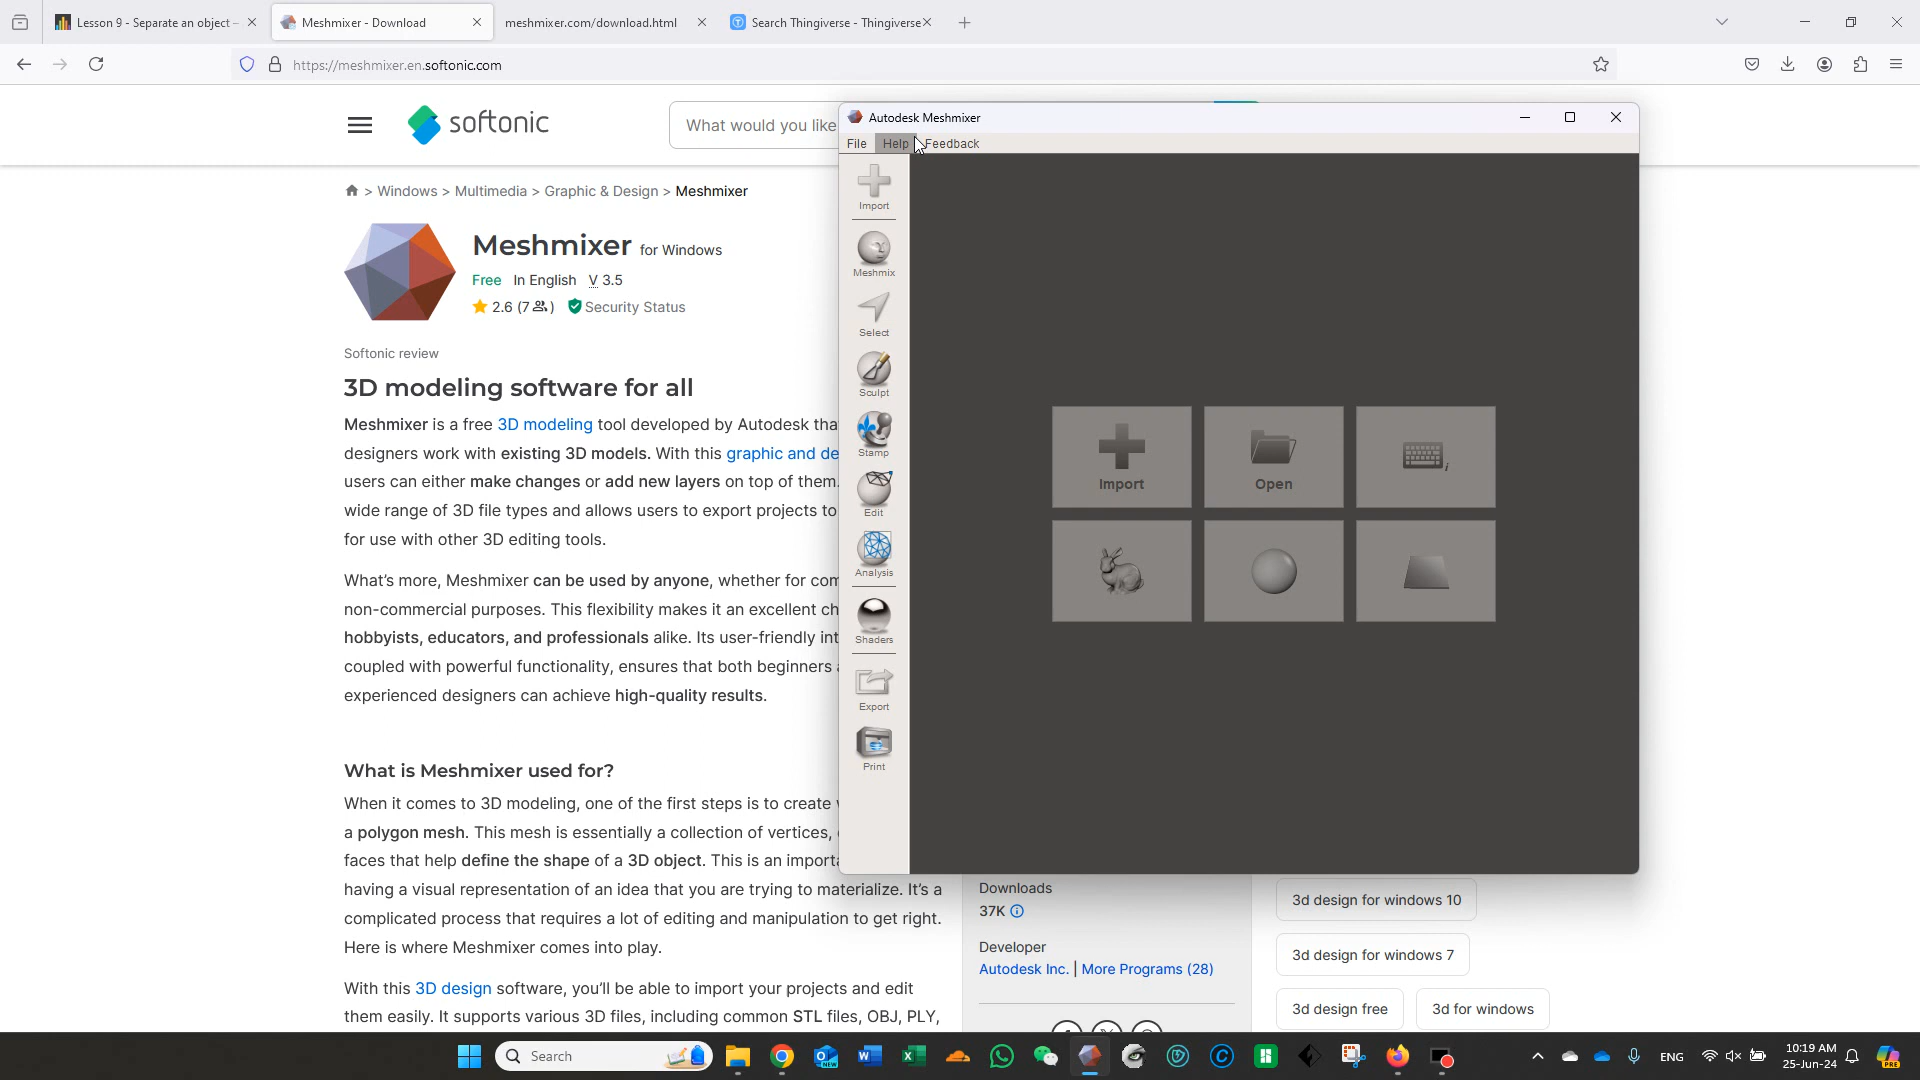 Lesson 9 - Separate an object -
Meshmixer - Download
meshmixer.com/download.html
Search Thingiverse - Thingiverse
https://meshmixer.en.softonic.com
softonic
What would you like
Autodesk Meshmixer
File Help Feedback
> Windows > Multimedia > Graphic & Design > Meshmixer
Meshmixer for Windows
Free In English V 3.5
2.6 (7) Security Status
Softonic review
3D modeling software for all
Meshmixer is a free 3D modeling tool developed by Autodesk
designers work with existing 3D models. With this graphic and
users can either make changes or add new layers on top of them.
wide range of 3D file types and allows users to export projects to
for use with other 3D editing tools.
What's more, Meshmixer can be used by anyone, whether for
non-commercial purposes. This flexibility makes it an excellent
hobbyists, educators, and professionals alike. Its user-friendly
coupled with powerful functionality, ensures that both beginners
experienced designers can achieve high-quality results.
What is Meshmixer used for?
When it comes to 3D modeling, one of the first steps is to create
a polygon mesh. This mesh is essentially a collection of vertices,
faces that help define the shape of a 3D object. This is an
having a visual representation of an idea that you are trying to materialize. It's a
complicated process that requires a lot of editing and manipulation to get right.
Here is where Meshmixer comes into play.
With this 3D design software, you'll be able to import your projects and edit
them easily. It supports various 3D files, including common STL files, OBJ, PLY,
Import
Meshmix
Select
Sculpt
Stamp
Edit
Analysis
Shaders
Export
Print
Import
Open
i
Downloads
37K
Developer
Autodesk Inc. | More Programs (28)
3d design for windows 10
3d design for windows 7
3d design free
3d for windows
Search
ENG
10:19 AM
25-Jun-24